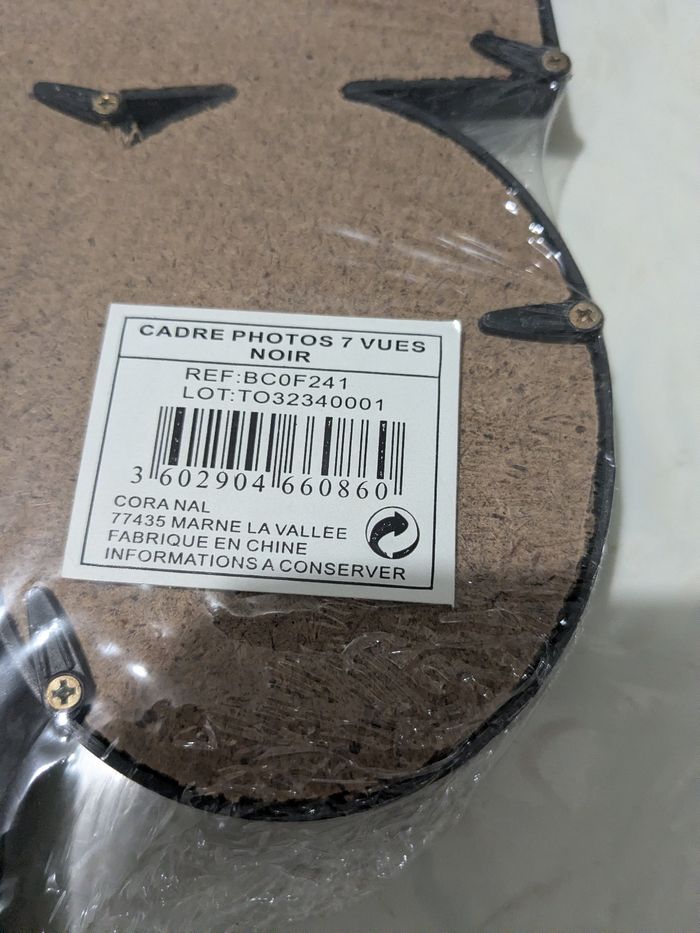 CADRE PHOTOS 7 VUES
NOIR
REF:BC0F241
LOT:TO32340001
3 602904 660860
CORA NAL
77435 MARNE LA VALLEE
FABRIQUE EN CHINE
INFORMATIONS A CONSERVER